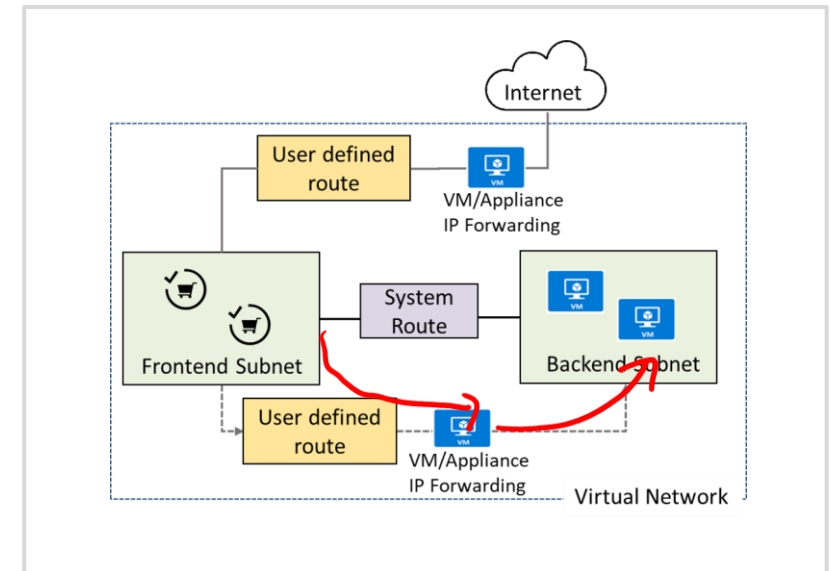 Internet
User defined
route
VM
VM/Appliance
IP Forwarding
System
Route
VM
VM
Frontend Subnet
Backend Subnet
User defined
route
VM
VM/Appliance
IP Forwarding
Virtual Network